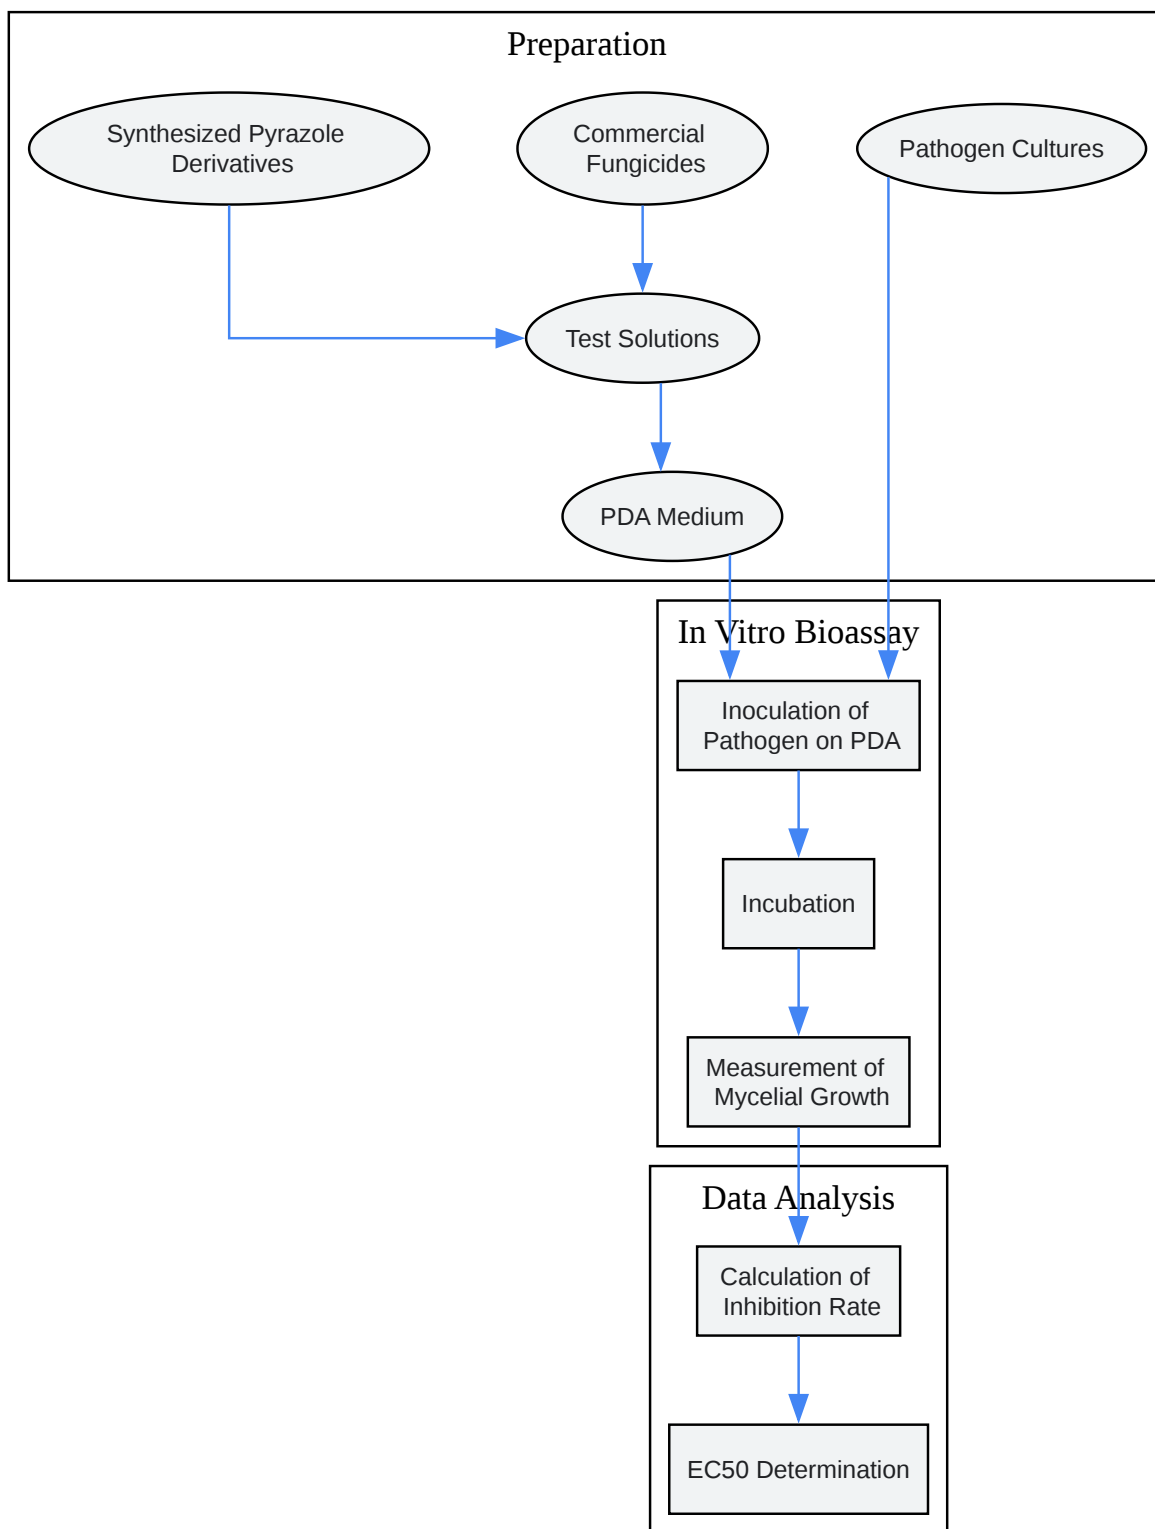 Preparation
Synthesized Pyrazole
Derivatives
Commercial
Fungicides
Pathogen Cultures
Test Solutions
PDA Medium
In Vitro Bioassay
Inoculation of
Pathogen on PDA
Incubation
Measurement of
Mycelial Growth
Data Analysis
Calculation of
Inhibition Rate
EC50 Determination